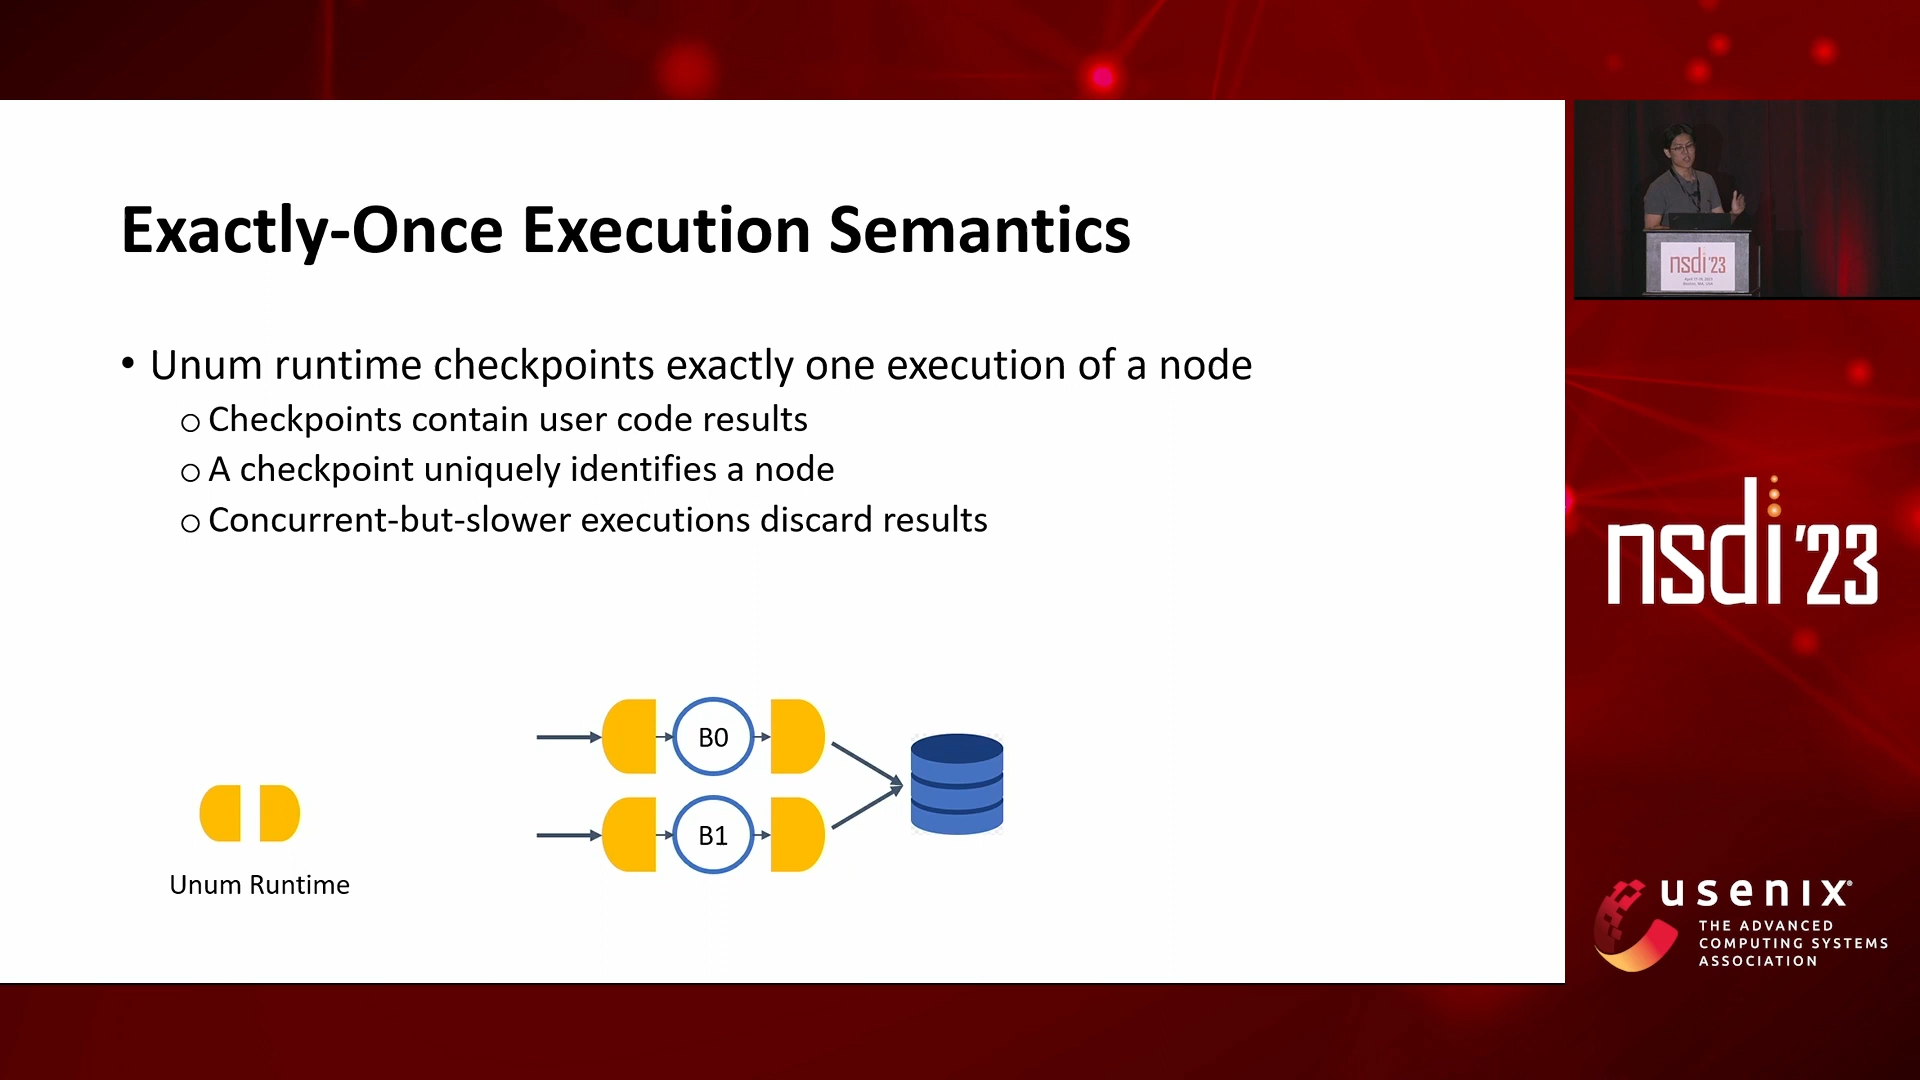 Exactly-Once Execution Semantics
• Unum runtime checkpoints exactly one execution of a node
o Checkpoints contain user code results
o A checkpoint uniquely identifies a node
o Concurrent-but-slower executions discard results
B0
B1
Unum Runtime
nsdi'23
nsdi'23
usenix®
THE ADVANCED
COMPUTING SYSTEMS
ASSOCIATION